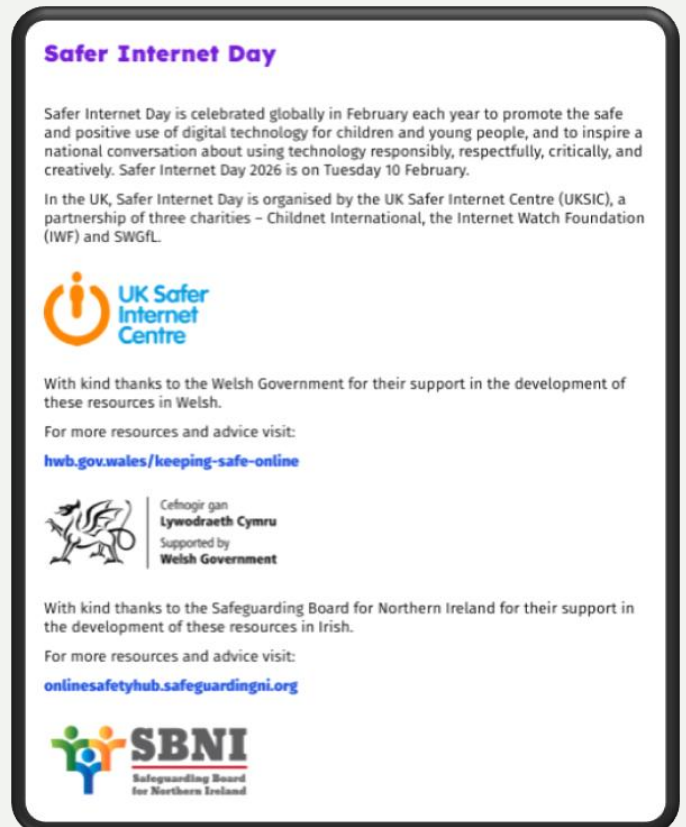 Safer Internet Day
Safer Internet Day is celebrated globally in February each year to promote the safe
and positive use of digital technology for children and young people, and to inspire a
national conversation about using technology responsibly, respectfully, critically, and
creatively. Safer Internet Day 2026 is on Tuesday 10 February.
In the UK, Safer Internet Day is organised by the UK Safer Internet Centre (UKSIC), a
partnership of three charities – Childnet International, the Internet Watch Foundation
(IWF) and SWGfL.
UK Safer
Internet
Centre
With kind thanks to the Welsh Government for their support in the development of
these resources in Welsh.
For more resources and advice visit:
hwb.gov.wales/keeping-safe-online
Cefnogir gan
Lywodraeth Cymru
Supported by
Welsh Government
With kind thanks to the Safeguarding Board for Northern Ireland for their support in
the development of these resources in Irish.
For more resources and advice visit:
onlinesafetyhub.safeguardingni.org
SBNI
Safeguarding Board
for Northern Ireland